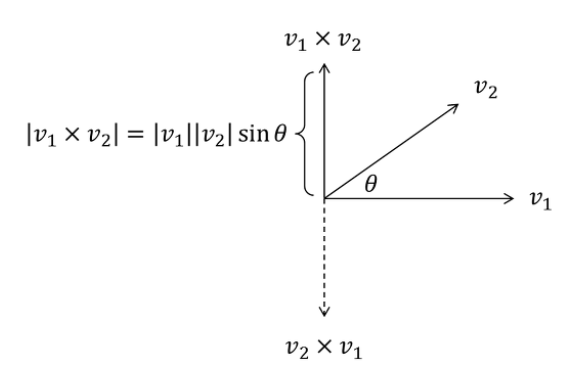 v₁ × v₂
v₂
|v₁ × v₂| = |v₁||v₂| sin θ
θ
v₁
v₂ × v₁